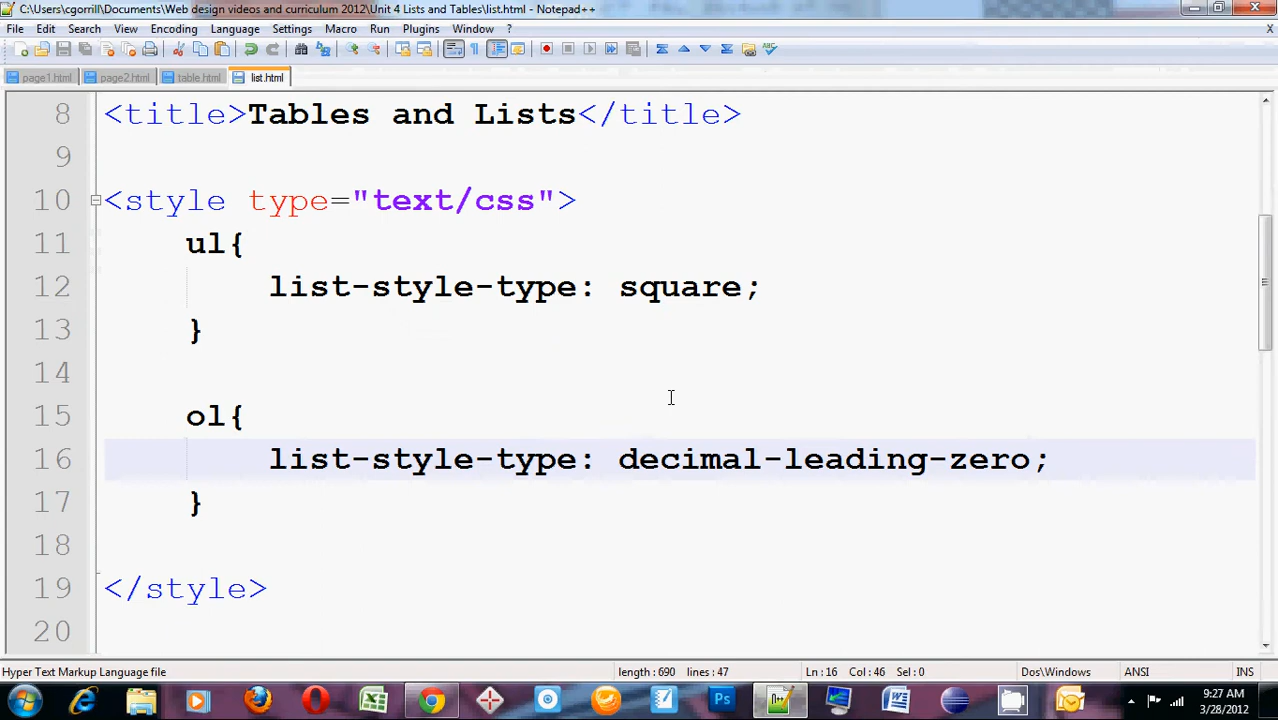 C:\Users\cgorrill\Documents\Web design videos and curriculum 2012\Unit 4 Lists and Tables\list.html - Notepad++
File Edit Search View Encoding Language Settings Macro Run Plugins Window ? X
page1.html page2.html table.html list.html
8 <title>Tables and Lists</title>
9
10 <style type="text/css">
11 ul{
12 list-style-type: square;
13 }
14
15 ol{
16 list-style-type: decimal-leading-zero;
17 }
18
19 </style>
20
Hyper Text Markup Language file length : 690 lines : 47 Ln : 16 Col : 46 Sel : 0 Dos\Windows ANSI INS
9:27 AM
3/28/2012